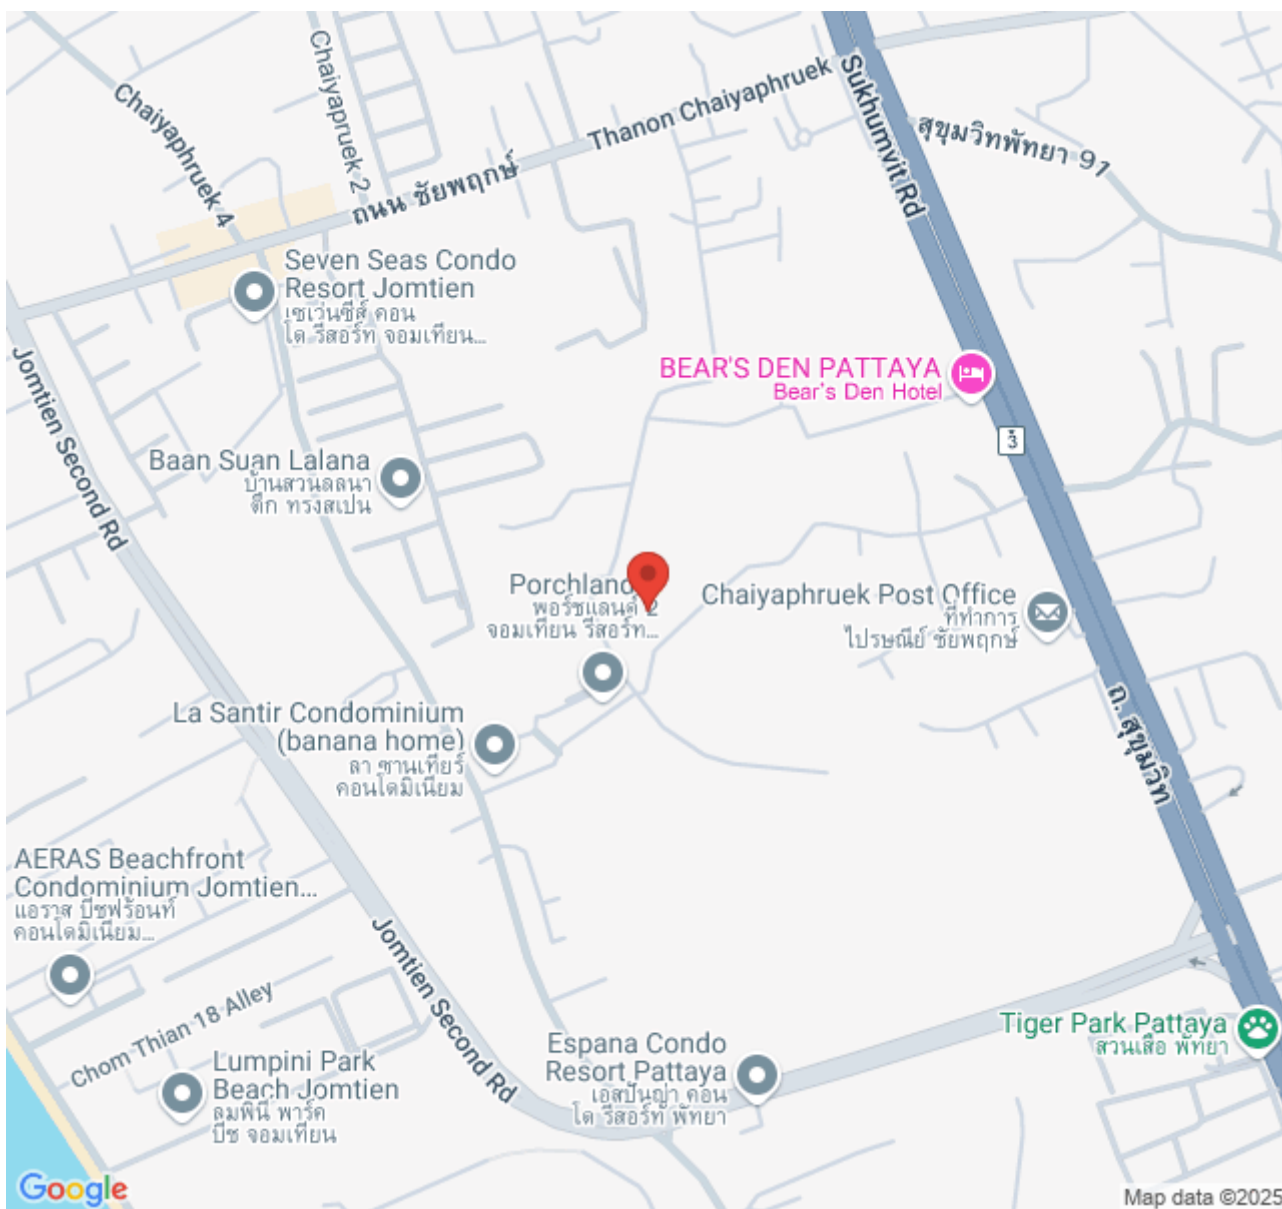 Chaiyaphruek 4
Chaiyapruek 2
ถนน ชัยพฤกษ์
Thanon Chaiyaphruek
Sukhumvit Rd
สุขุมวิทพัทยา 91
Seven Seas Condo
Resort Jomtien
เซเว่นซีส์ คอน
โด รีสอร์ท จอมเทียน...
Jomtien Second Rd
BEAR'S DEN PATTAYA
Bear's Den Hotel
3
Baan Suan Lalana
บ้านสวนลลนา
ตึก ทรงสเปน
พอร์ชแลนด์ 2
จอมเทียน รีสอร์ท...
Chaiyaphruek Post Office
ที่ทำการ
ไปรษณีย์ ชัยพฤกษ์
La Santir Condominium
(banana home)
ลา ซานเทียร์
คอนโดมิเนียม
ถ. สุขุมวิท
AERAS Beachfront
Condominium Jomtien...
แอราส บีชฟร้อนท์
คอนโดมิเนียม...
Jomtien Second Rd
Chom Thian 18 Alley
Lumpini Park
Beach Jomtien
ลุมพินี พาร์ค
บีช จอมเทียน
Espana Condo
Resort Pattaya
เอสปันญ่า คอน
โด รีสอร์ท พัทยา
Tiger Park Pattaya
สวนเสือ พัทยา
Google
Map data ©2025